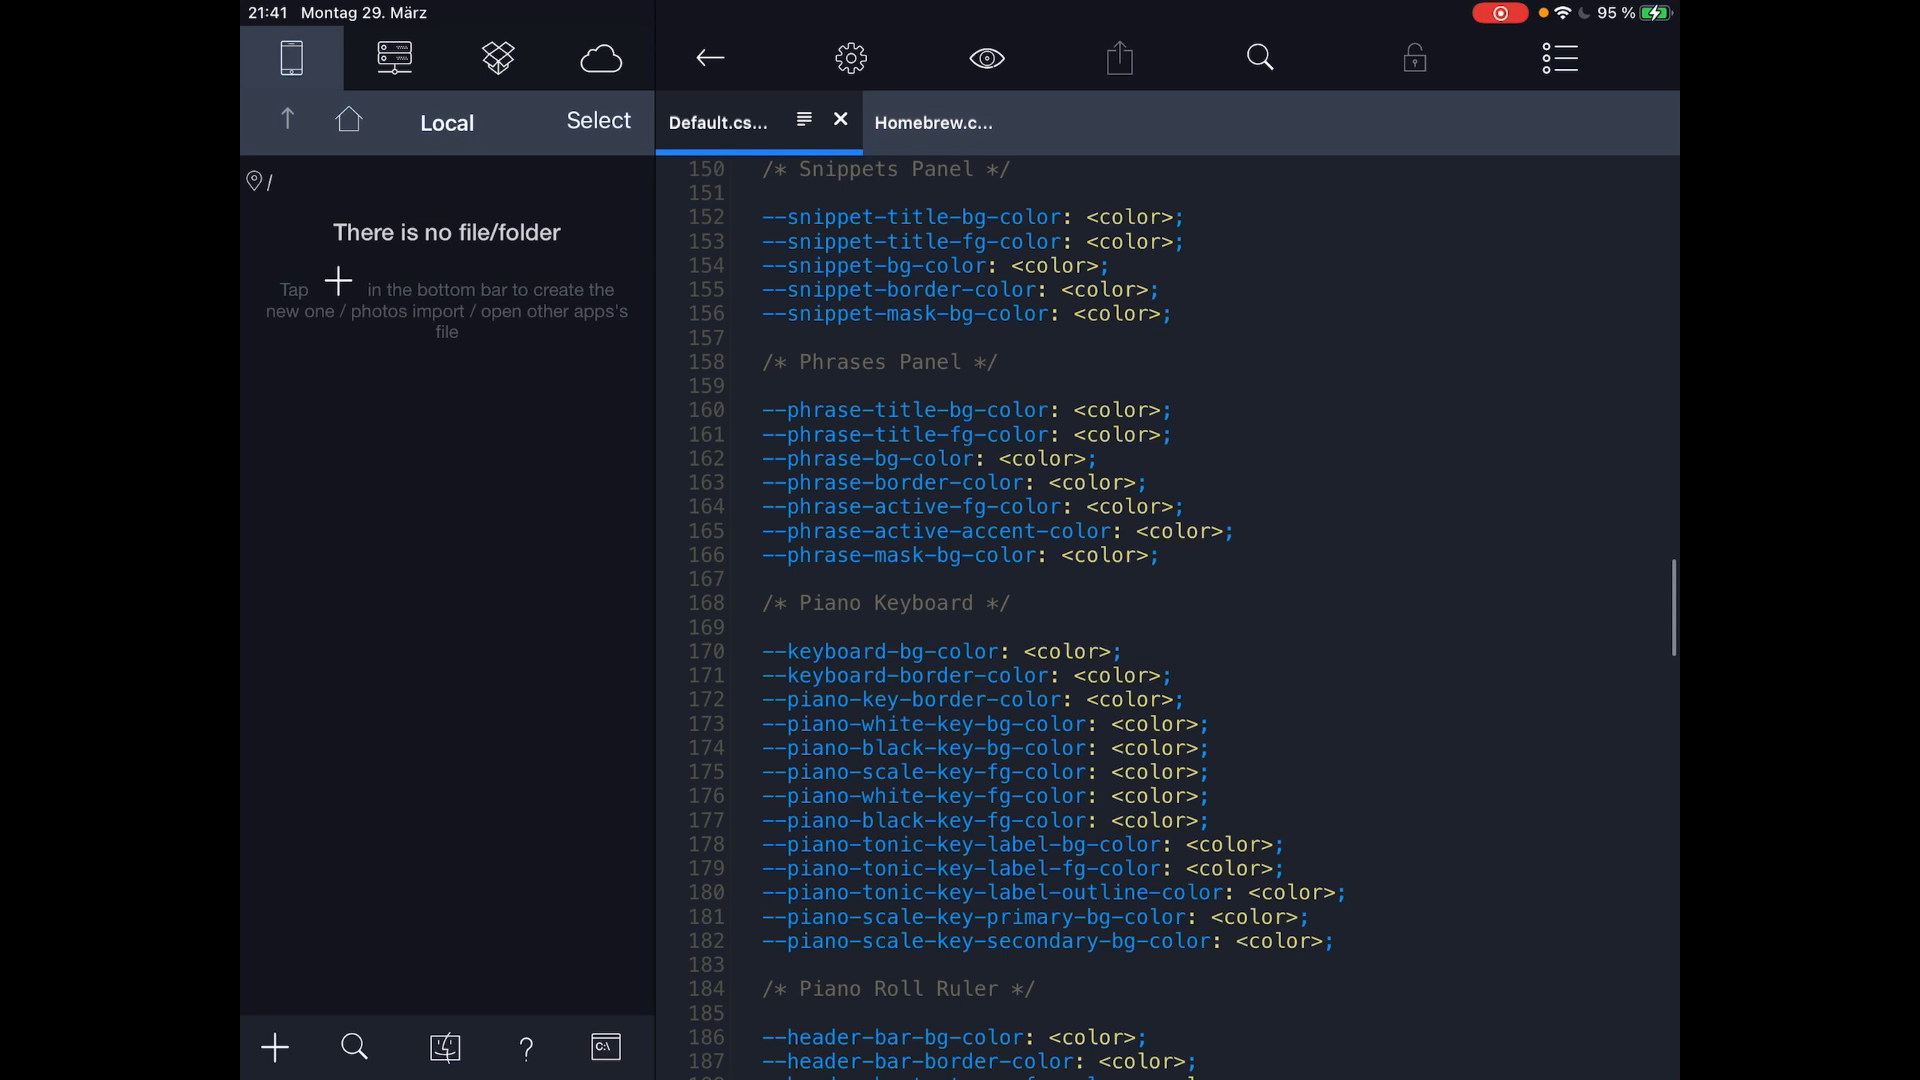 21:41 Montag 29. März
95 %
Local
Select
/
There is no file/folder
Tap + in the bottom bar to create the
new one / photos import / open other apps's
file
?
C:\
Default.cs...
Homebrew.c...
150 /* Snippets Panel */
151
152 --snippet-title-bg-color: <color>;
153 --snippet-title-fg-color: <color>;
154 --snippet-bg-color: <color>;
155 --snippet-border-color: <color>;
156 --snippet-mask-bg-color: <color>;
157
158 /* Phrases Panel */
159
160 --phrase-title-bg-color: <color>;
161 --phrase-title-fg-color: <color>;
162 --phrase-bg-color: <color>;
163 --phrase-border-color: <color>;
164 --phrase-active-fg-color: <color>;
165 --phrase-active-accent-color: <color>;
166 --phrase-mask-bg-color: <color>;
167
168 /* Piano Keyboard */
169
170 --keyboard-bg-color: <color>;
171 --keyboard-border-color: <color>;
172 --piano-key-border-color: <color>;
173 --piano-white-key-bg-color: <color>;
174 --piano-black-key-bg-color: <color>;
175 --piano-scale-key-fg-color: <color>;
176 --piano-white-key-fg-color: <color>;
177 --piano-black-key-fg-color: <color>;
178 --piano-tonic-key-label-bg-color: <color>;
179 --piano-tonic-key-label-fg-color: <color>;
180 --piano-tonic-key-label-outline-color: <color>;
181 --piano-scale-key-primary-bg-color: <color>;
182 --piano-scale-key-secondary-bg-color: <color>;
183
184 /* Piano Roll Ruler */
185
186 --header-bar-bg-color: <color>;
187 --header-bar-border-color: <color>;